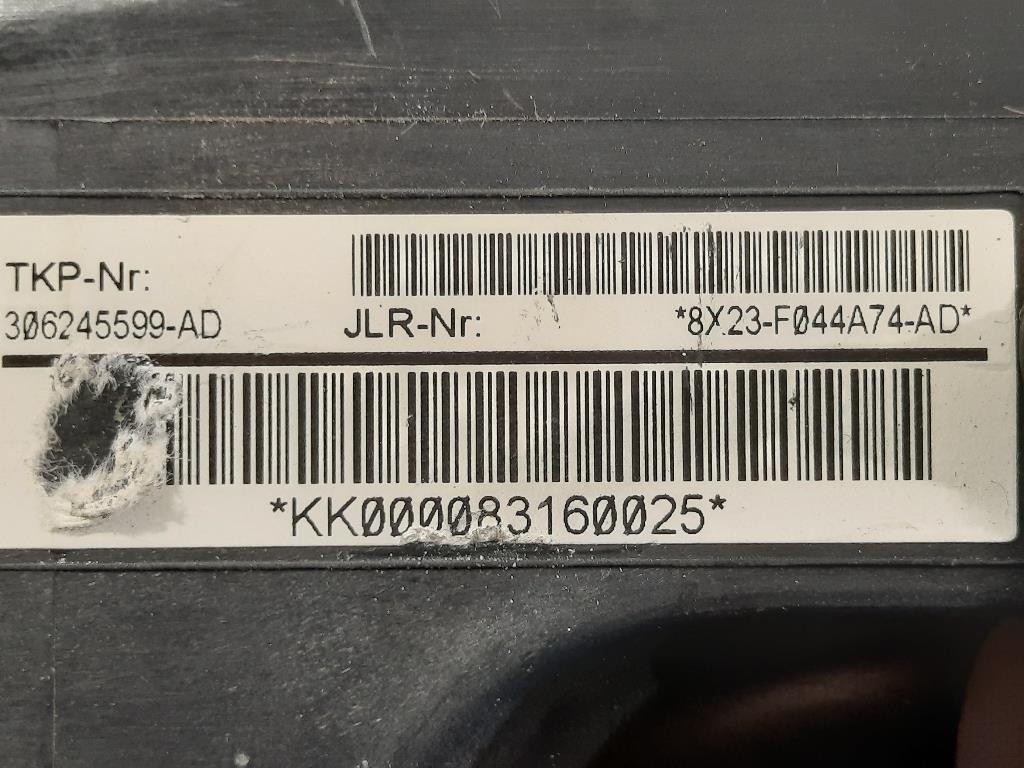 TKP-Nr:
306245599-AD
JLR-Nr: *8X23-F044A74-AD*
*KK000083160025*